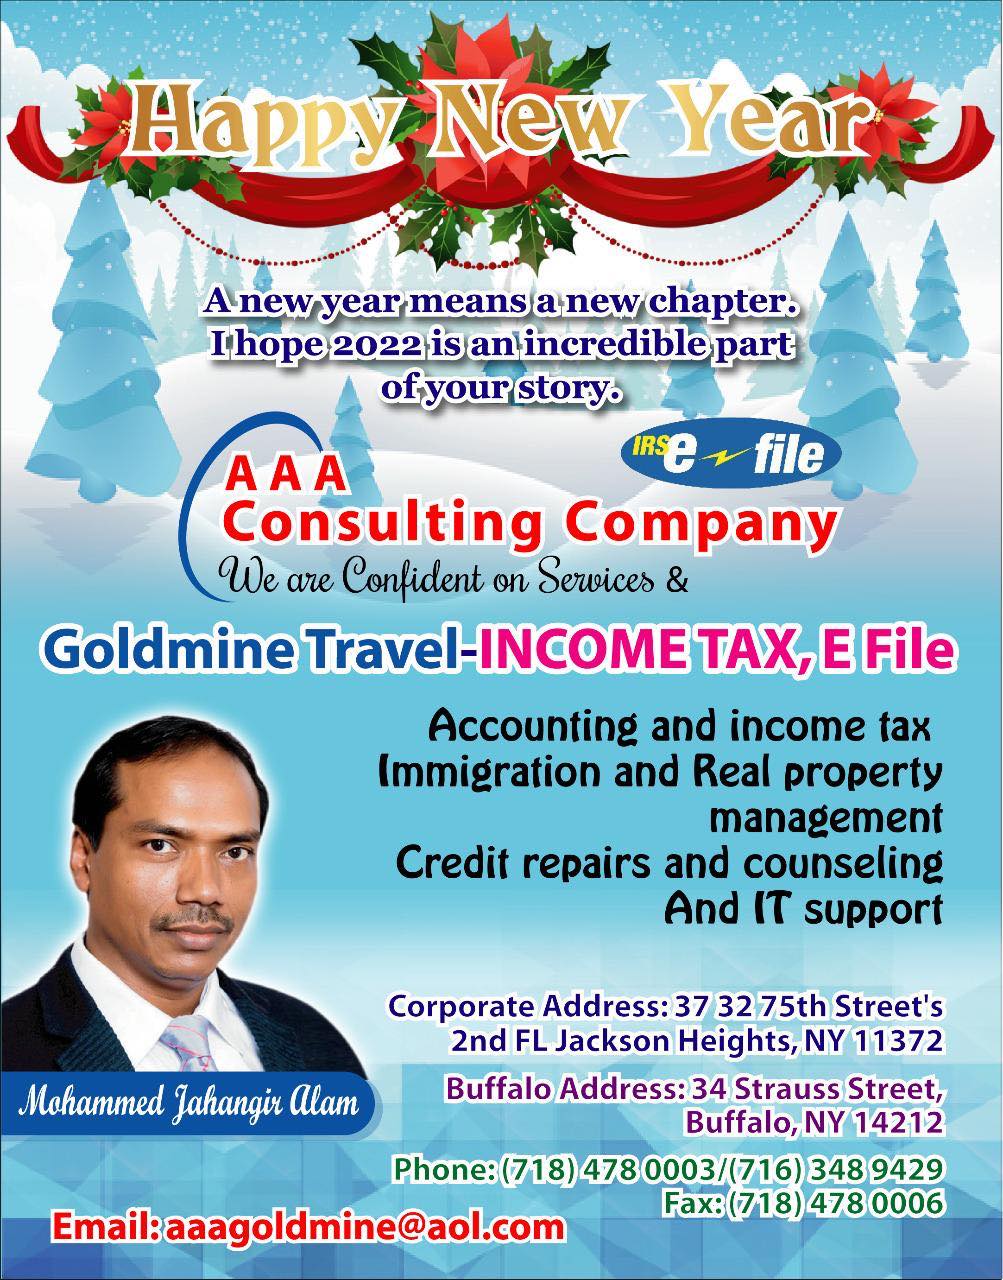 Happy New Year
A new year means a new chapter.
I hope 2022 is an incredible part
of your story.
IRS e file
A A A
Consulting Company
We are Confident on Services &
Goldmine Travel-INCOME TAX, E File
Accounting and income tax
Immigration and Real property
management
Credit repairs and counseling
And IT support
Corporate Address: 37 32 75th Street's
2nd FL Jackson Heights, NY 11372
Buffalo Address: 34 Strauss Street,
Buffalo, NY 14212
Mohammed Jahangir Alam
Phone: (718) 478 0003/(716) 348 9429
Fax: (718) 478 0006
Email: aaagoldmine@aol.com